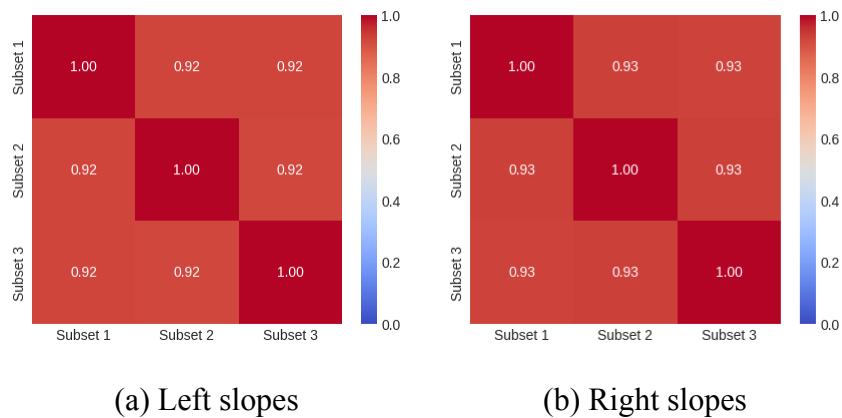 Subset 1
Subset 2
Subset 3
1.00 0.92 0.92
0.92 1.00 0.92
0.92 0.92 1.00
Subset 1 Subset 2 Subset 3
1.0
0.8
0.6
0.4
0.2
0.0
(a) Left slopes
Subset 1
Subset 2
Subset 3
1.00 0.93 0.93
0.93 1.00 0.93
0.93 0.93 1.00
Subset 1 Subset 2 Subset 3
1.0
0.8
0.6
0.4
0.2
0.0
(b) Right slopes